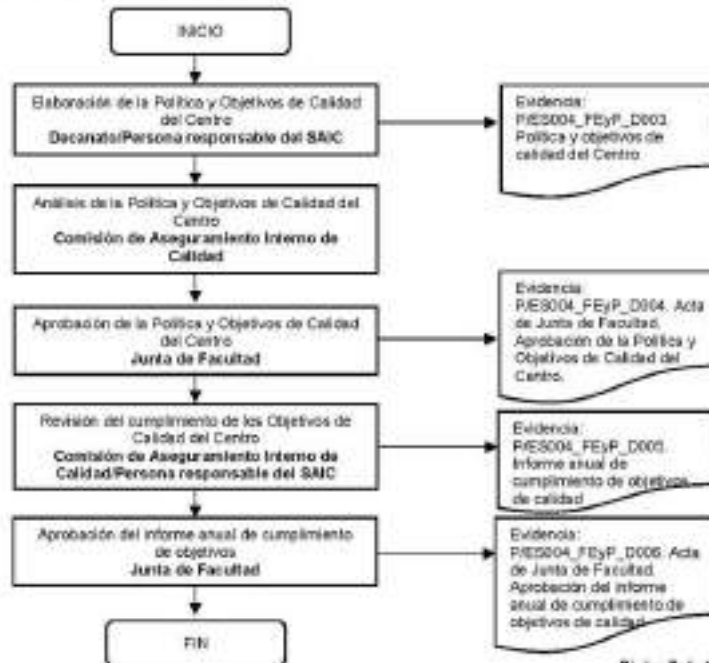 INICIO
Elaboración de la Política y Objetivos de Calidad
del Centro
Decanato/Persona responsable del SAIC
Evidencia:
P/ES004_FEyP_D003.
Política y objetivos de
calidad del Centro
Análisis de la Política y Objetivos de Calidad del
Centro
Comisión de Aseguramiento Interno de
Calidad
Aprobación de la Política y Objetivos de Calidad
del Centro
Junta de Facultad
Evidencia:
P/ES004_FEyP_D004. Acta
de Junta de Facultad.
Aprobación de la Política y
Objetivos de Calidad del
Centro.
Revisión del cumplimiento de los Objetivos de
Calidad del Centro
Comisión de Aseguramiento Interno de
Calidad/Persona responsable del SAIC
Evidencia:
P/ES004_FEyP_D005.
Informe anual de
cumplimiento de objetivos
de calidad
Aprobación del informe anual de cumplimiento
de objetivos
Junta de Facultad
Evidencia:
P/ES004_FEyP_D006. Acta
de Junta de Facultad.
Aprobación del informe
anual de cumplimiento de
objetivos de calidad
FIN